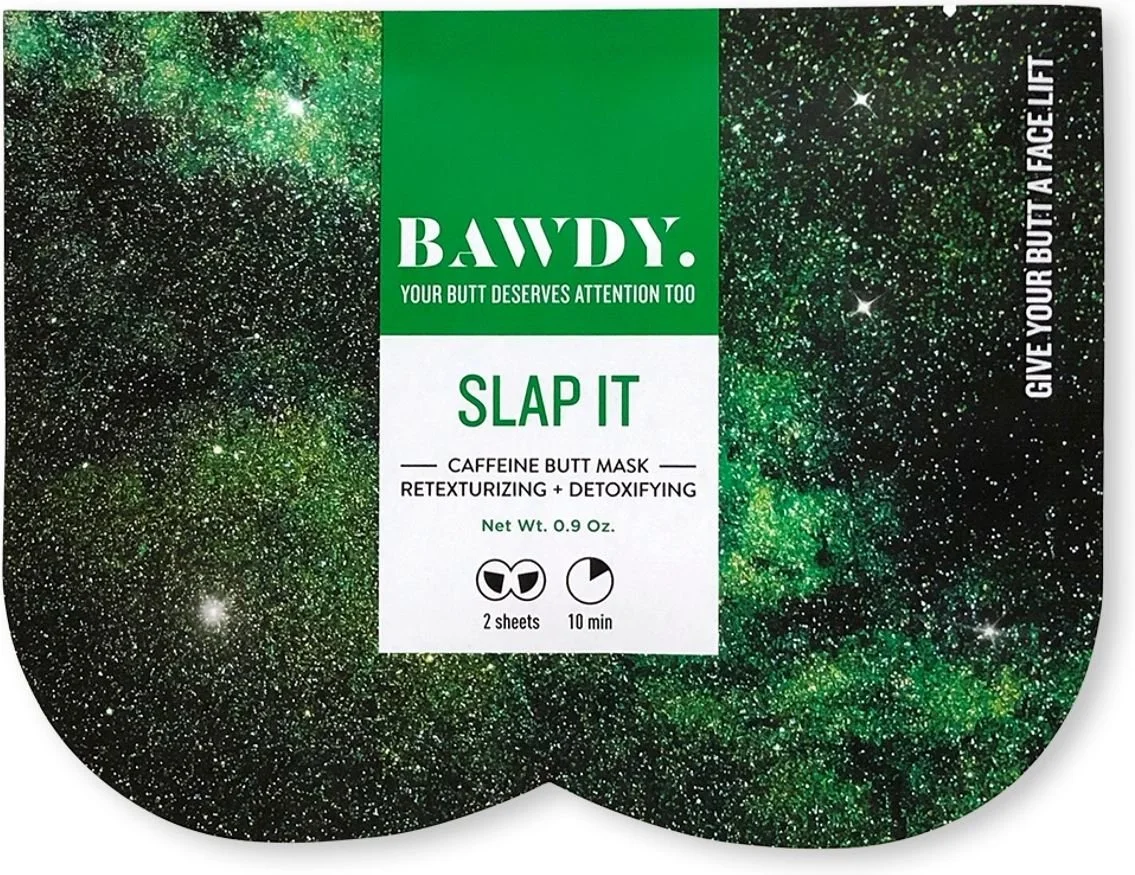 BAWDY.
YOUR BUTT DESERVES ATTENTION TOO
SLAP IT
CAFFEINE BUTT MASK
RETEXTURIZING + DETOXIFYING
Net Wt. 0.9 Oz.
2 sheets 10 min
GIVE YOUR BUTT A FACE LIFT